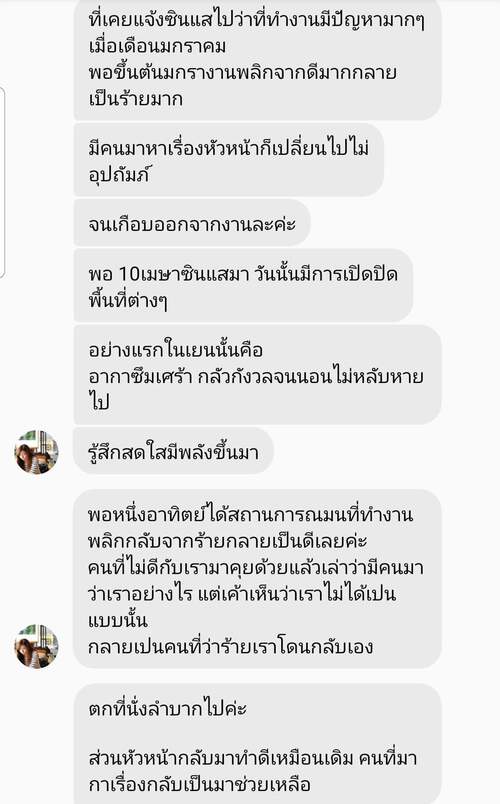 ที่เคยแจ้งซินแสไปว่าที่ทำงานมีปัญหามากๆ
เมื่อเดือนมกราคม
พอขึ้นต้นมกรางานพลิกจากดีมากกลาย
เป็นร้ายมาก
มีคนมาหาเรื่องหัวหน้าก็เปลี่ยนไปไม่
อุปถัมภ์
จนเกือบออกจากงานละค่ะ
พอ 10เมษาซินแสมา วันนั้นมีการเปิดปิด
พื้นที่ต่างๆ
อย่างแรกในเยนนั้นคือ
อากาซึมเศร้า กลัวกังวลจนนอนไม่หลับหาย
ไป
รู้สึกสดใสมีพลังขึ้นมา
พอหนึ่งอาทิตย์ได้สถานการณมนที่ทำงาน
พลิกกลับจากร้ายกลายเป็นดีเลยค่ะ
คนที่ไม่ดีกับเรามาคุยด้วยแล้วเล่าว่ามีคนมา
ว่าเราอย่างไร แต่เค้าเห็นว่าเราไม่ได้เปน
แบบนั้น
กลายเปนคนที่ว่าร้ายเราโดนกลับเอง
ตกที่นั่งลำบากไปค่ะ
ส่วนหัวหน้ากลับมาทำดีเหมือนเดิม คนที่มา
กาเรื่องกลับเป็นมาช่วยเหลือ